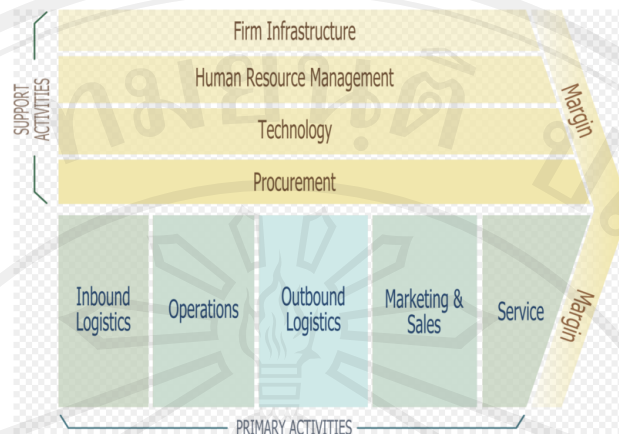 Firm Infrastructure
Human Resource Management
Technology
Procurement
SUPPORT
ACTIVITIES
Margin
Inbound
Logistics
Operations
Outbound
Logistics
Marketing &
Sales
Service
Margin
PRIMARY ACTIVITIES